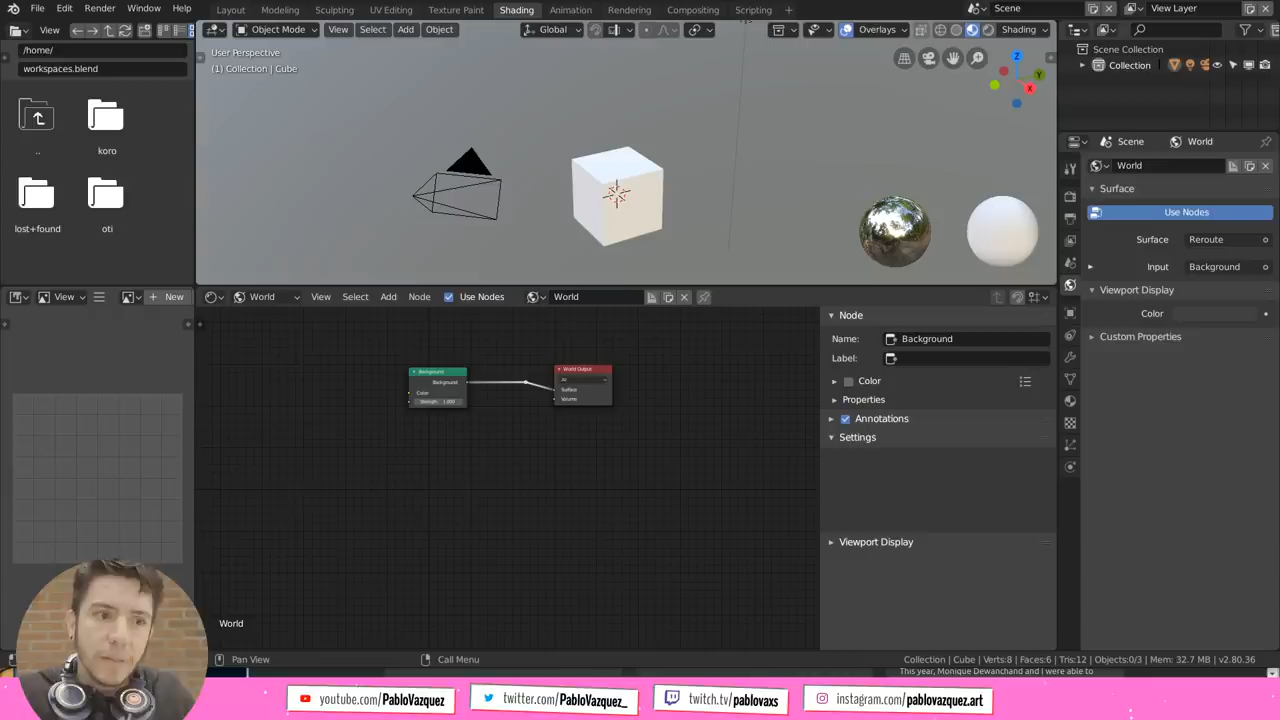 File Edit Render Window Help
Layout Modeling Sculpting UV Editing Texture Paint Shading Animation Rendering Compositing Scripting +
Scene
View Layer
View
/home/
workspaces.blend
..
koro
lost+found
oti
Object Mode View Select Add Object
Global
Overlays
Shading
User Perspective
(1) Collection | Cube
Z
Y
X
Scene Collection
Collection
Scene
World
World
Surface
Use Nodes
Surface Reroute
Input Background
Viewport Display
Color
Custom Properties
View
New
World View Select Add Node Use Nodes World
Background
Background
Color
Strength: 1.000
World Output
All
Surface
Volume
Node
Name: Background
Label:
Color
Properties
Annotations
Settings
Viewport Display
World
Pan View
Call Menu
Collection | Cube | Verts:8 | Faces:6 | Tris:12 | Objects:0/3 | Mem: 32.7 MB | v2.80.36
This year, Monique Dewanchand and I were able to
youtube.com/PabloVazquez
twitter.com/PabloVazquez_
twitch.tv/pablovaxs
instagram.com/pablovazquez.art